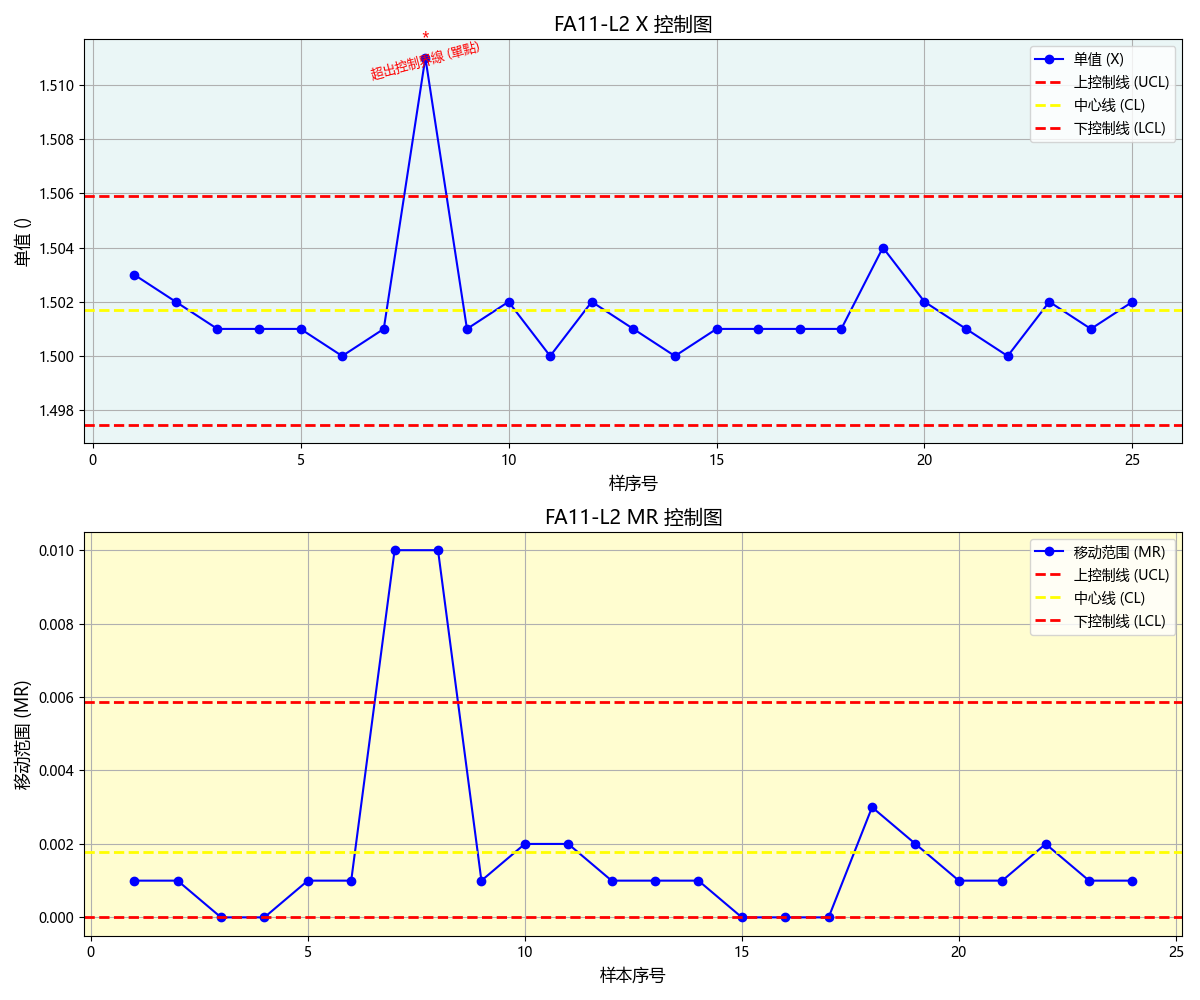 FA11-L2 X 控制图
*
超出控制界線 (單點)
单值 (X)
上控制线 (UCL)
中心线 (CL)
下控制线 (LCL)
单值 ()
1.510
1.508
1.506
1.504
1.502
1.500
1.498
0 5 10 15 20 25
样序号
FA11-L2 MR 控制图
移动范围 (MR)
上控制线 (UCL)
中心线 (CL)
下控制线 (LCL)
移动范围 (MR)
0.010
0.008
0.006
0.004
0.002
0.000
0 5 10 15 20 25
样本序号